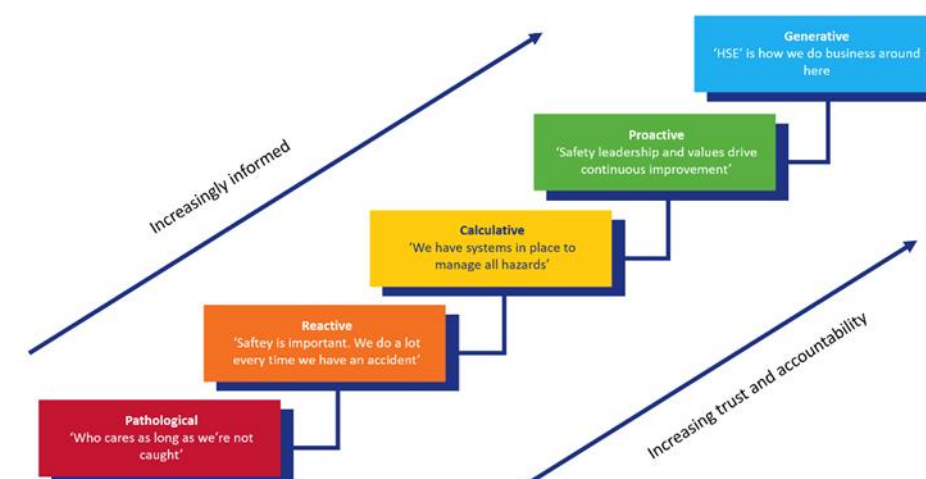 Generative
‘HSE’ is how we do business around
here
Proactive
‘Safety leadership and values drive
continuous improvement’
Increasingly informed
Calculative
‘We have systems in place to
manage all hazards’
Reactive
‘Saftey is important. We do a lot
every time we have an accident’
Increasing trust and accountability
Pathological
‘Who cares as long as we’re not
caught’